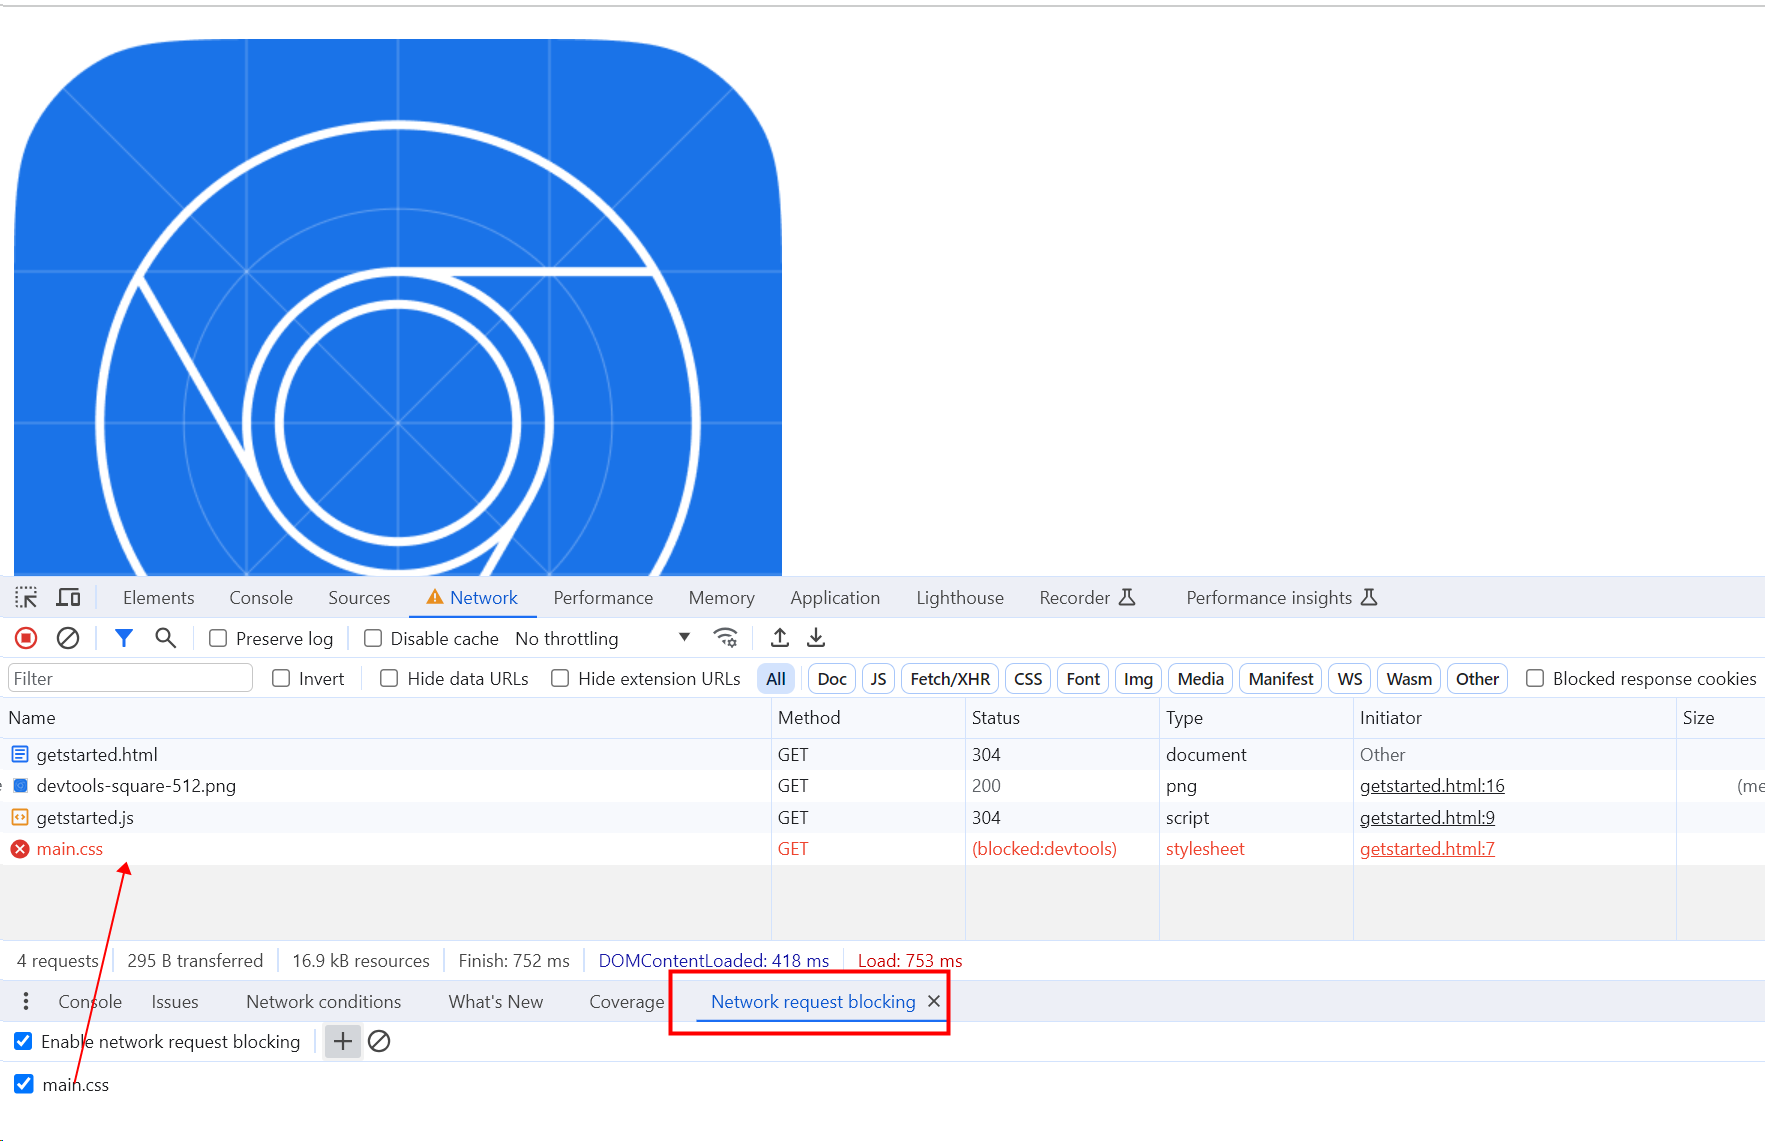 Elements Console Sources Network Performance Memory Application Lighthouse Recorder Performance insights
Preserve log Disable cache No throttling
Filter Invert Hide data URLs Hide extension URLs All Doc JS Fetch/XHR CSS Font Img Media Manifest WS Wasm Other Blocked response cookies
Name Method Status Type Initiator Size
getstarted.html GET 304 document Other
devtools-square-512.png GET 200 png getstarted.html:16 (me
getstarted.js GET 304 script getstarted.html:9
main.css GET (blocked:devtools) stylesheet getstarted.html:7
4 requests 295 B transferred 16.9 kB resources Finish: 752 ms DOMContentLoaded: 418 ms Load: 753 ms
Console Issues Network conditions What's New Coverage Network request blocking
Enable network request blocking
main.css